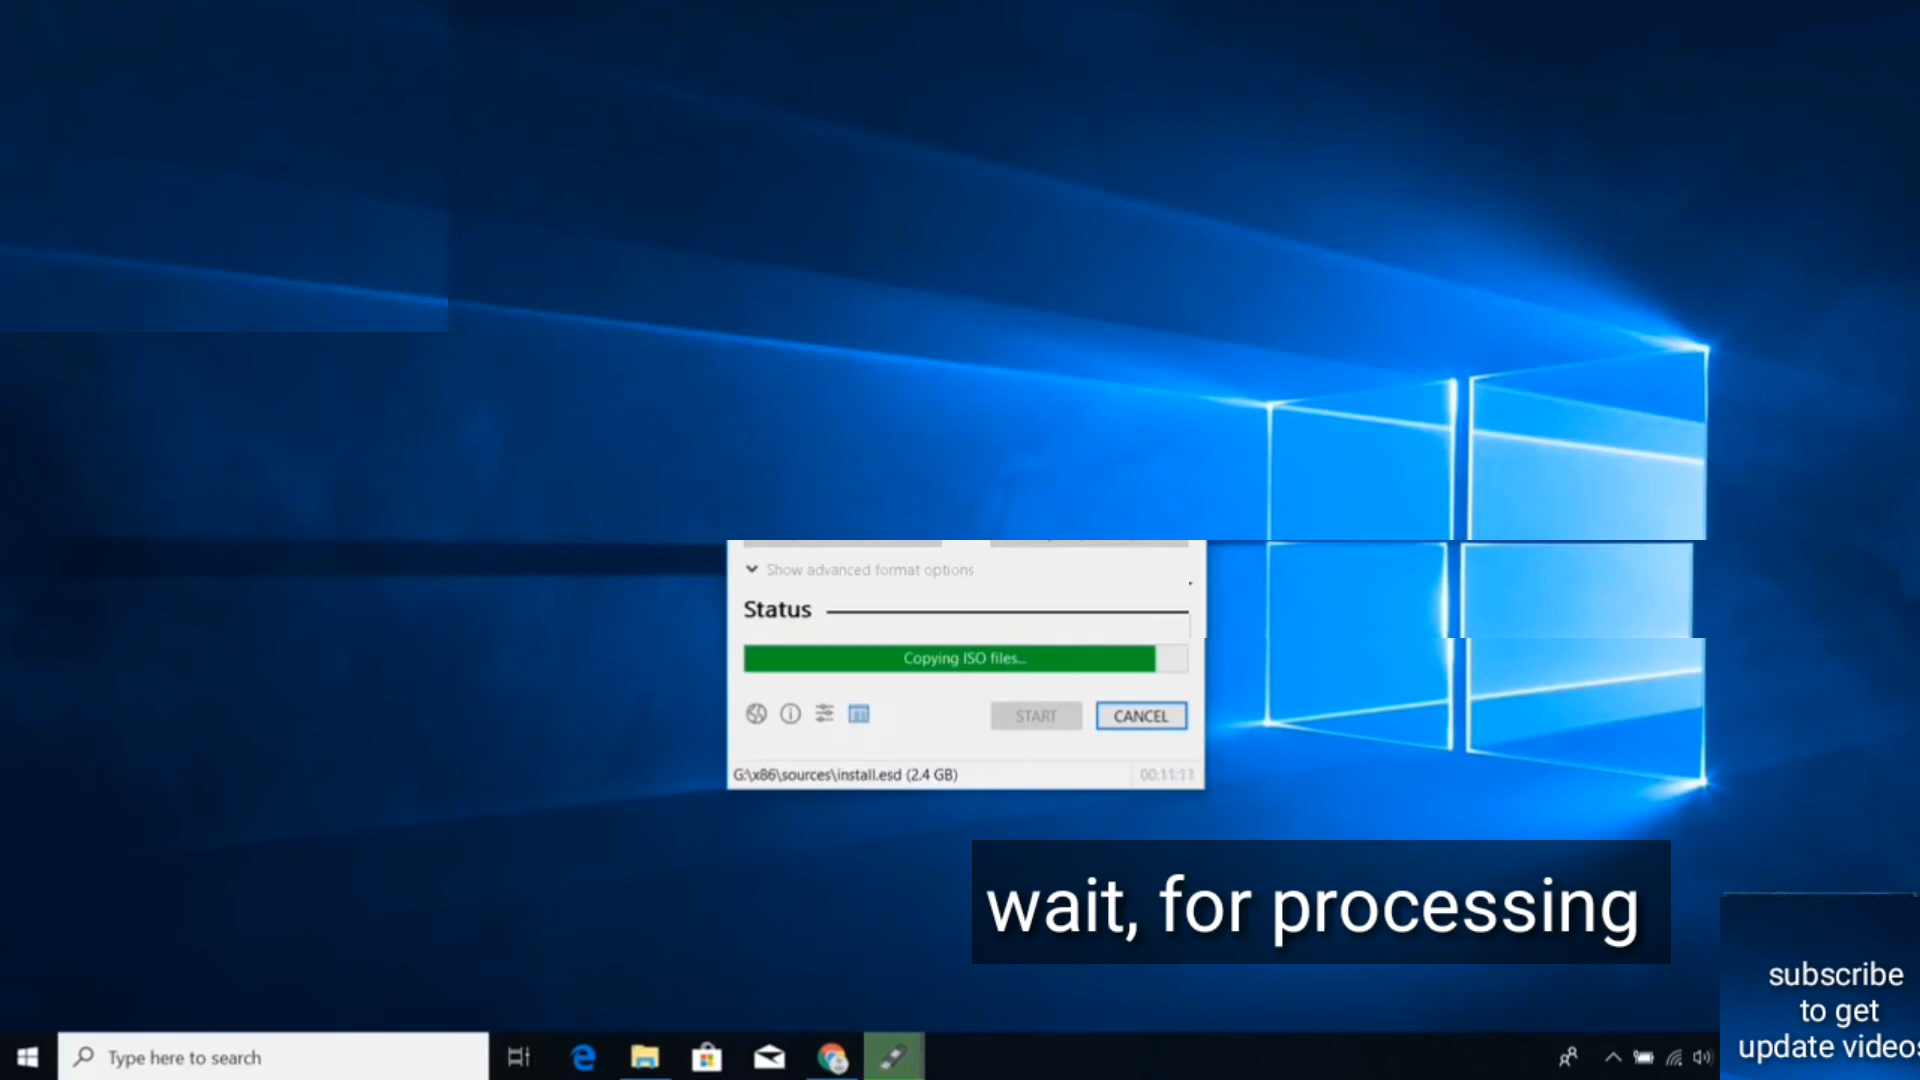 Show advanced format options
Status
Copying ISO files...
START
CANCEL
G:\x86\sources\install.esd (2.4 GB)
00:11:13
wait, for processing
subscribe
to get
update videos
Type here to search